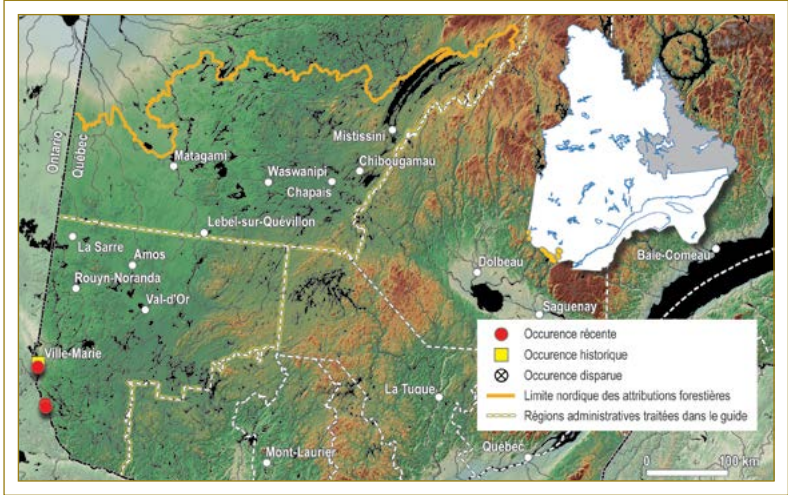 Ontario
Québec
Mistissini
Matagami
Waswanipi
Chibougamau
Chapais
Lebel-sur-Quévillon
La Sarre
Amos
Rouyn-Noranda
Val-d'Or
Dolbeau
Baie-Comeau
Saguenay
Ville-Marie
La Tuque
Mont-Laurier
Québec
Occurence récente
Occurence historique
Occurence disparue
Limite nordique des attributions forestières
Régions administratives traitées dans le guide
0 100 km